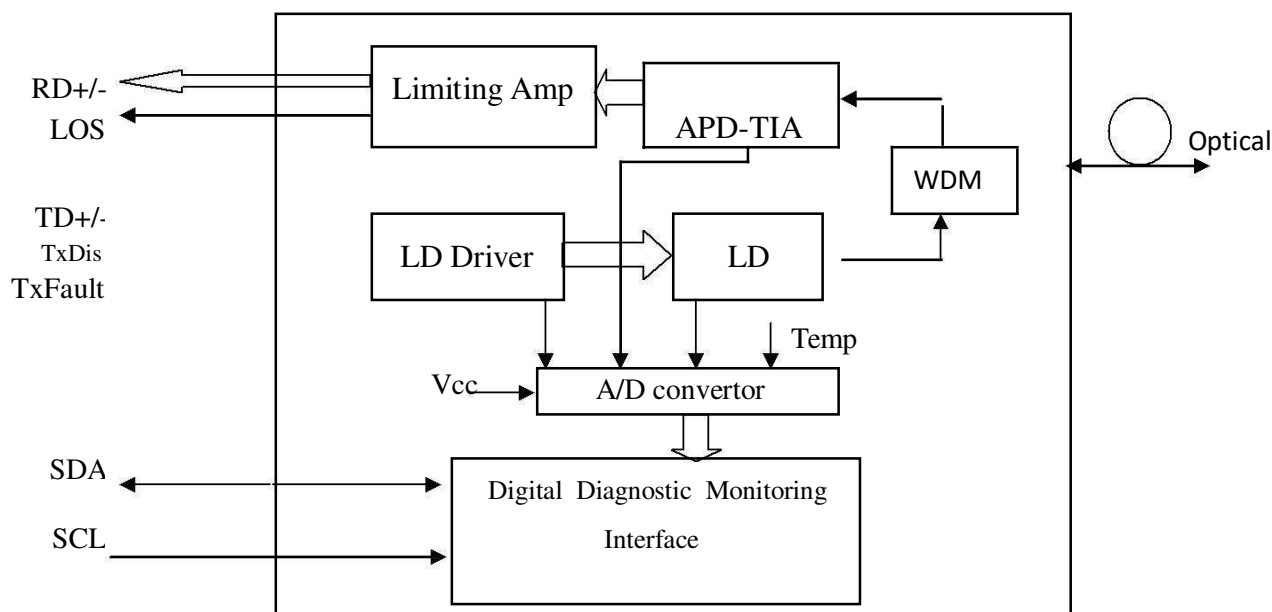 RD+/-
LOS
Limiting Amp
APD-TIA
WDM
Optical
TD+/-
TxDis
TxFault
LD Driver
LD
Temp
Vcc
A/D convertor
SDA
SCL
Digital Diagnostic Monitoring
Interface